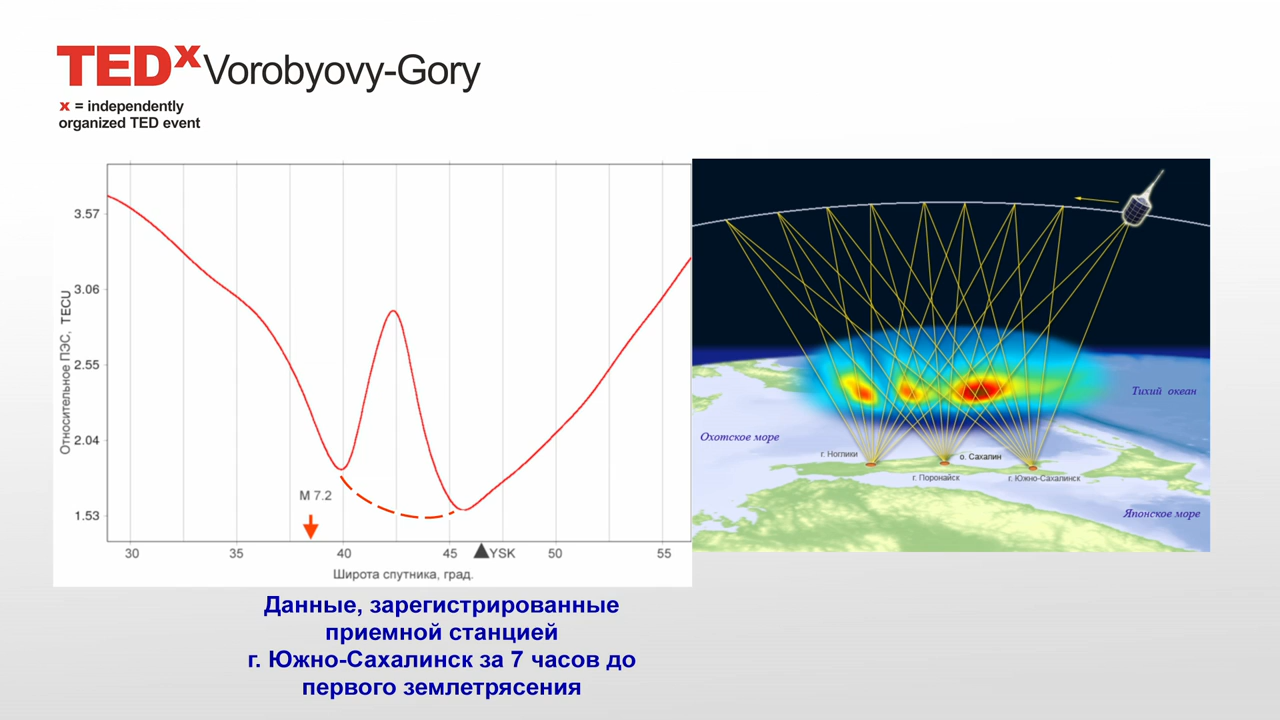 TEDxVorobyovy-Gory
x = independently
organized TED event
3.57
3.06
2.55
2.04
1.53
Относительное ПЭС, TECU
М 7.2
YSK
30 35 40 45 50 55
Широта спутника, град.
Тихий океан
Охотское море
г. Ноглики
о. Сахалин
г. Поронайск
г. Южно-Сахалинск
Японское море
Данные, зарегистрированные
приемной станцией
г. Южно-Сахалинск за 7 часов до
первого землетрясения